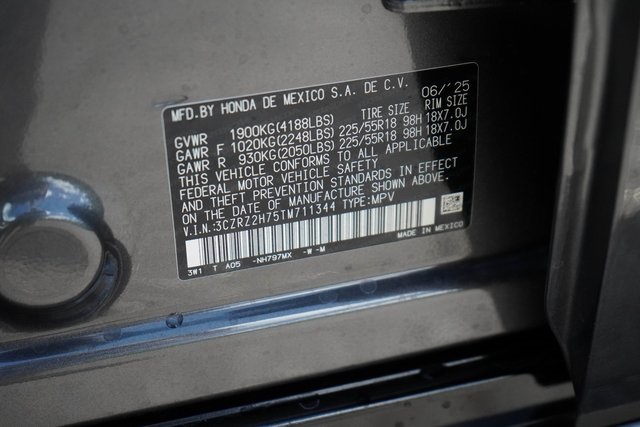 MFD.BY HONDA DE MEXICO S.A. DE C.V. 06/'25
TIRE SIZE RIM SIZE
GVWR 1900KG(4188LBS)
GAWR F 1020KG(2248LBS) 225/55R18 98H 18X7.0J
GAWR R 930KG(2050LBS) 225/55R18 98H 18X7.0J
THIS VEHICLE CONFORMS TO ALL APPLICABLE
FEDERAL MOTOR VEHICLE SAFETY
AND THEFT PREVENTION STANDARDS IN EFFECT
ON THE DATE OF MANUFACTURE SHOWN ABOVE.
V.I.N.:3CZRZ2H75TM711344 TYPE:MPV
3W1 T AD5 -NH797MX -W-M MADE IN MEXICO